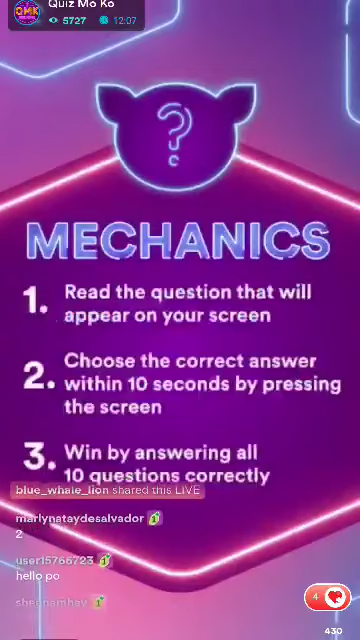 Quiz Mo Ko
5727 12:07
QMK
?
MECHANICS
1. Read the question that will
appear on your screen
2. Choose the correct answer
within 10 seconds by pressing
the screen
3. Win by answering all
10 questions correctly
blue_whale_lion shared this LIVE
marlynataydesalvador
2
user15766723
hello po
4
430